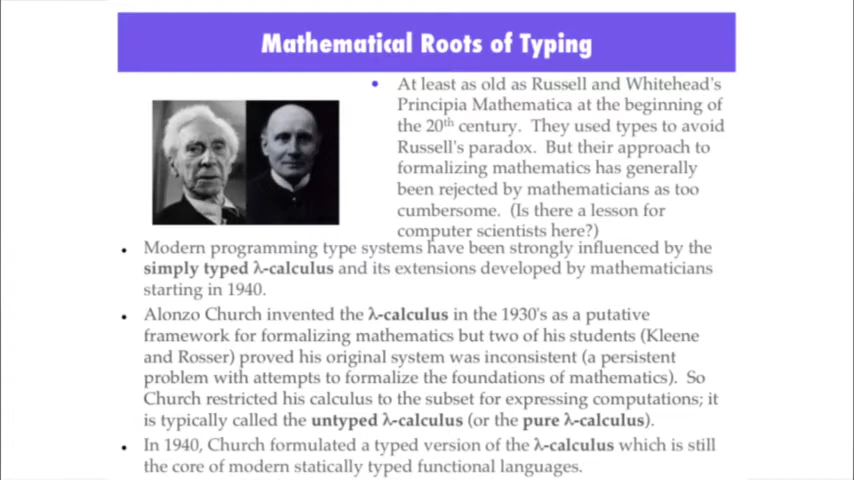 Mathematical Roots of Typing
• At least as old as Russell and Whitehead's
Principia Mathematica at the beginning of
the 20th century. They used types to avoid
Russell's paradox. But their approach to
formalizing mathematics has generally
been rejected by mathematicians as too
cumbersome. (Is there a lesson for
computer scientists here?)
• Modern programming type systems have been strongly influenced by the
simply typed λ-calculus and its extensions developed by mathematicians
starting in 1940.
• Alonzo Church invented the λ-calculus in the 1930's as a putative
framework for formalizing mathematics but two of his students (Kleene
and Rosser) proved his original system was inconsistent (a persistent
problem with attempts to formalize the foundations of mathematics). So
Church restricted his calculus to the subset for expressing computations; it
is typically called the untyped λ-calculus (or the pure λ-calculus).
• In 1940, Church formulated a typed version of the λ-calculus which is still
the core of modern statically typed functional languages.